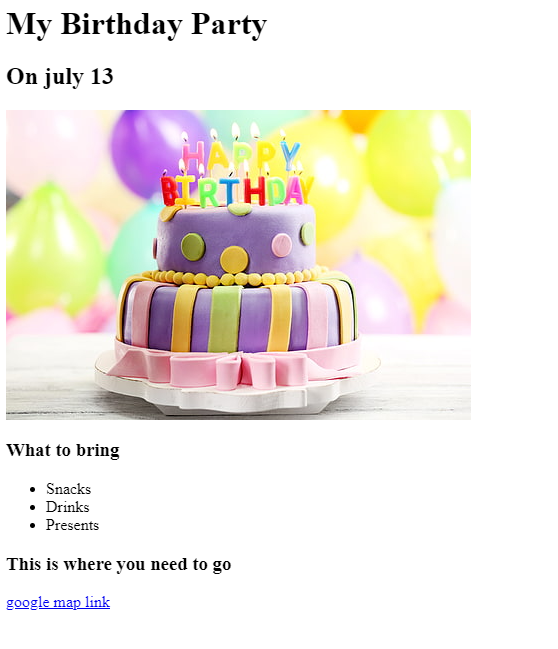 My Birthday Party
On july 13
HAPPY
BIRTHDAY
What to bring
Snacks
Drinks
Presents
This is where you need to go
google map link